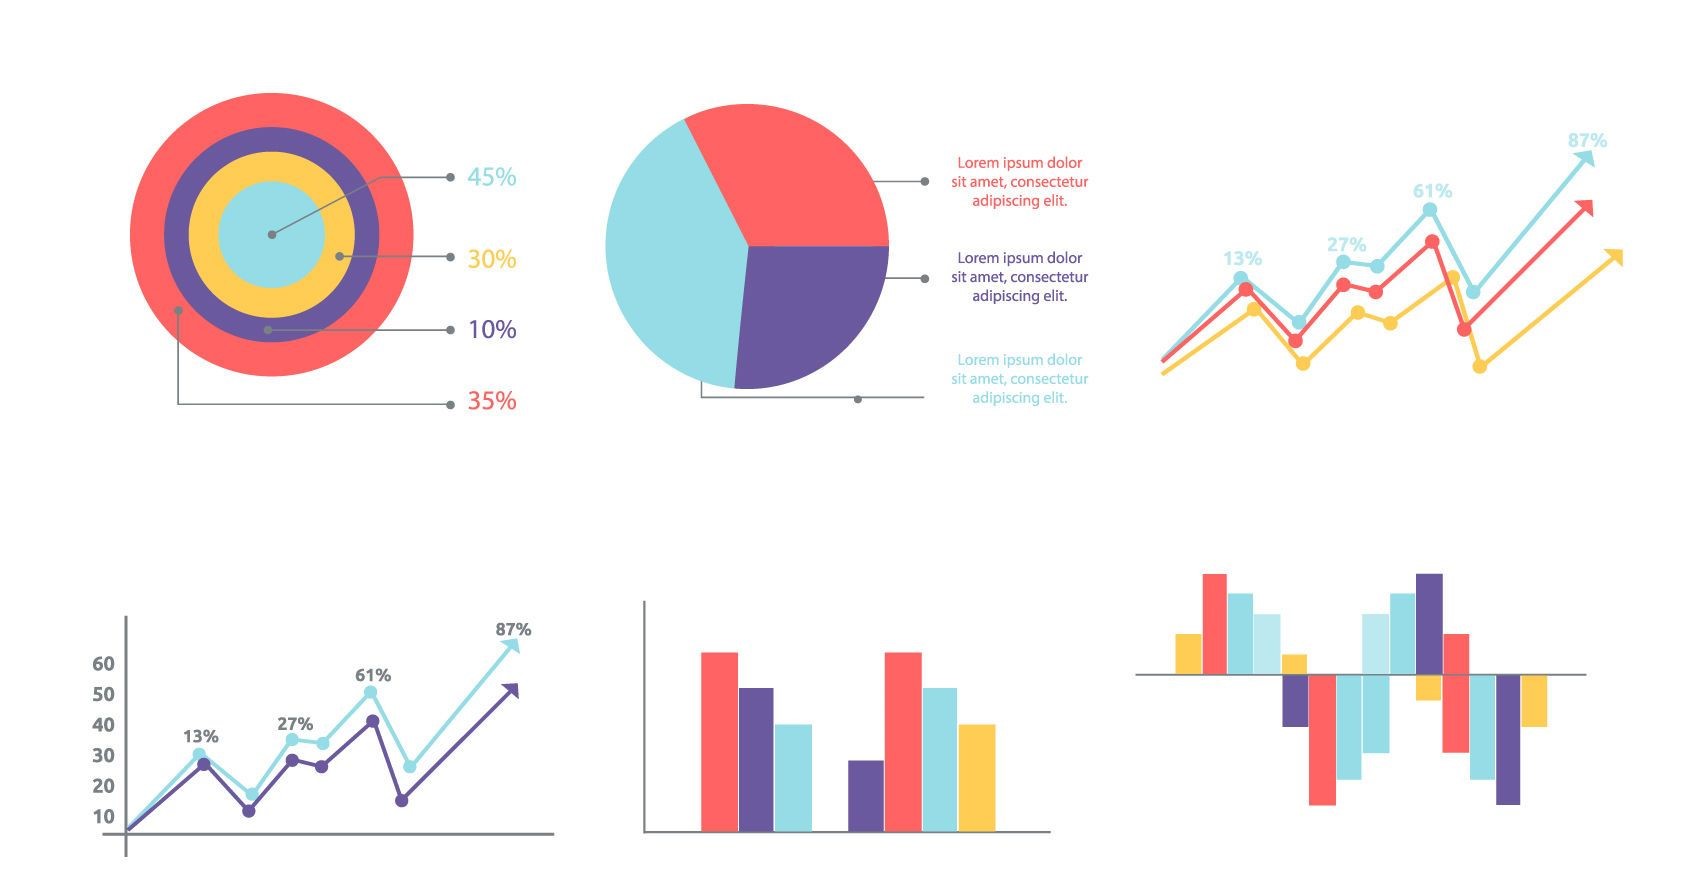 45%
30%
10%
35%
Lorem ipsum dolor
sit amet, consectetur
adipiscing elit.
Lorem ipsum dolor
sit amet, consectetur
adipiscing elit.
Lorem ipsum dolor
sit amet, consectetur
adipiscing elit.
13%
27%
61%
87%
60
50
40
30
20
10
13%
27%
61%
87%